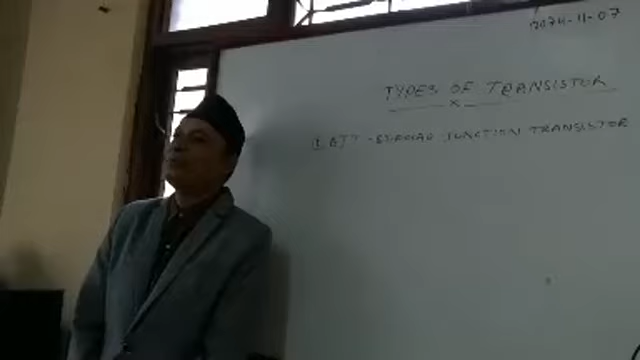 2074-11-07
TYPES OF TRANSISTOR
x
① BJT - BIPOLAR JUNCTION TRANSISTOR